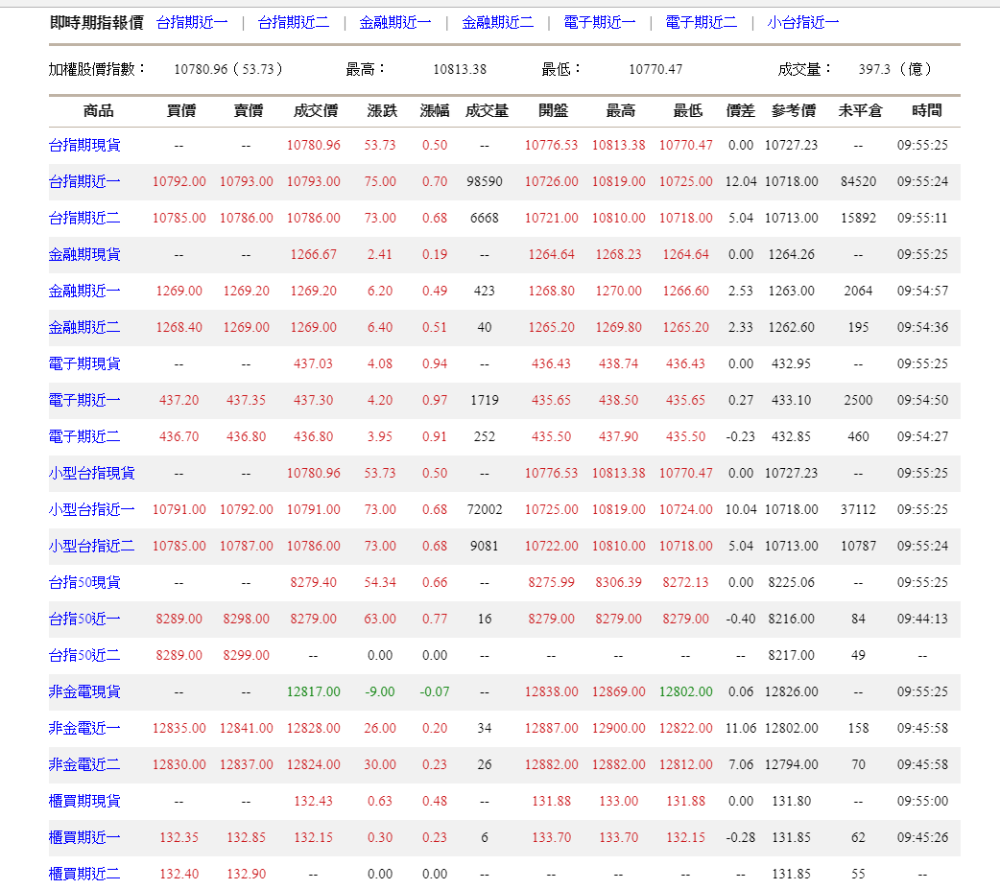 即時期指報價 台指期近一 | 台指期近二 | 金融期近一 | 金融期近二 | 電子期近一 | 電子期近二 | 小台指近一
加權股價指數： 10780.96（53.73） 最高： 10813.38 最低： 10770.47 成交量： 397.3（億）
商品 買價 賣價 成交價 漲跌 漲幅 成交量 開盤 最高 最低 價差 參考價 未平倉 時間
台指期現貨 -- -- 10780.96 53.73 0.50 -- 10776.53 10813.38 10770.47 0.00 10727.23 -- 09:55:25
台指期近一 10792.00 10793.00 10793.00 75.00 0.70 98590 10726.00 10819.00 10725.00 12.04 10718.00 84520 09:55:24
台指期近二 10785.00 10786.00 10786.00 73.00 0.68 6668 10721.00 10810.00 10718.00 5.04 10713.00 15892 09:55:11
金融期現貨 -- -- 1266.67 2.41 0.19 -- 1264.64 1268.23 1264.64 0.00 1264.26 -- 09:55:25
金融期近一 1269.00 1269.20 1269.20 6.20 0.49 423 1268.80 1270.00 1266.60 2.53 1263.00 2064 09:54:57
金融期近二 1268.40 1269.00 1269.00 6.40 0.51 40 1265.20 1269.80 1265.20 2.33 1262.60 195 09:54:36
電子期現貨 -- -- 437.03 4.08 0.94 -- 436.43 438.74 436.43 0.00 432.95 -- 09:55:25
電子期近一 437.20 437.35 437.30 4.20 0.97 1719 435.65 438.50 435.65 0.27 433.10 2500 09:54:50
電子期近二 436.70 436.80 436.80 3.95 0.91 252 435.50 437.90 435.50 -0.23 432.85 460 09:54:27
小型台指現貨 -- -- 10780.96 53.73 0.50 -- 10776.53 10813.38 10770.47 0.00 10727.23 -- 09:55:25
小型台指近一 10791.00 10792.00 10791.00 73.00 0.68 72002 10725.00 10819.00 10724.00 10.04 10718.00 37112 09:55:25
小型台指近二 10785.00 10787.00 10786.00 73.00 0.68 9081 10722.00 10810.00 10718.00 5.04 10713.00 10787 09:55:24
台指50現貨 -- -- 8279.40 54.34 0.66 -- 8275.99 8306.39 8272.13 0.00 8225.06 -- 09:55:25
台指50近一 8289.00 8298.00 8279.00 63.00 0.77 16 8279.00 8279.00 8279.00 -0.40 8216.00 84 09:44:13
台指50近二 8289.00 8299.00 -- 0.00 0.00 -- -- -- -- -- 8217.00 49 --
非金電現貨 -- -- 12817.00 -9.00 -0.07 -- 12838.00 12869.00 12802.00 0.06 12826.00 -- 09:55:25
非金電近一 12835.00 12841.00 12828.00 26.00 0.20 34 12887.00 12900.00 12822.00 11.06 12802.00 158 09:45:58
非金電近二 12830.00 12837.00 12824.00 30.00 0.23 26 12882.00 12882.00 12812.00 7.06 12794.00 70 09:45:58
櫃買期現貨 -- -- 132.43 0.63 0.48 -- 131.88 133.00 131.88 0.00 131.80 -- 09:55:00
櫃買期近一 132.35 132.85 132.15 0.30 0.23 6 133.70 133.70 132.15 -0.28 131.85 62 09:45:26
櫃買期近二 132.40 132.90 -- 0.00 0.00 -- -- -- -- -- 131.85 55 --